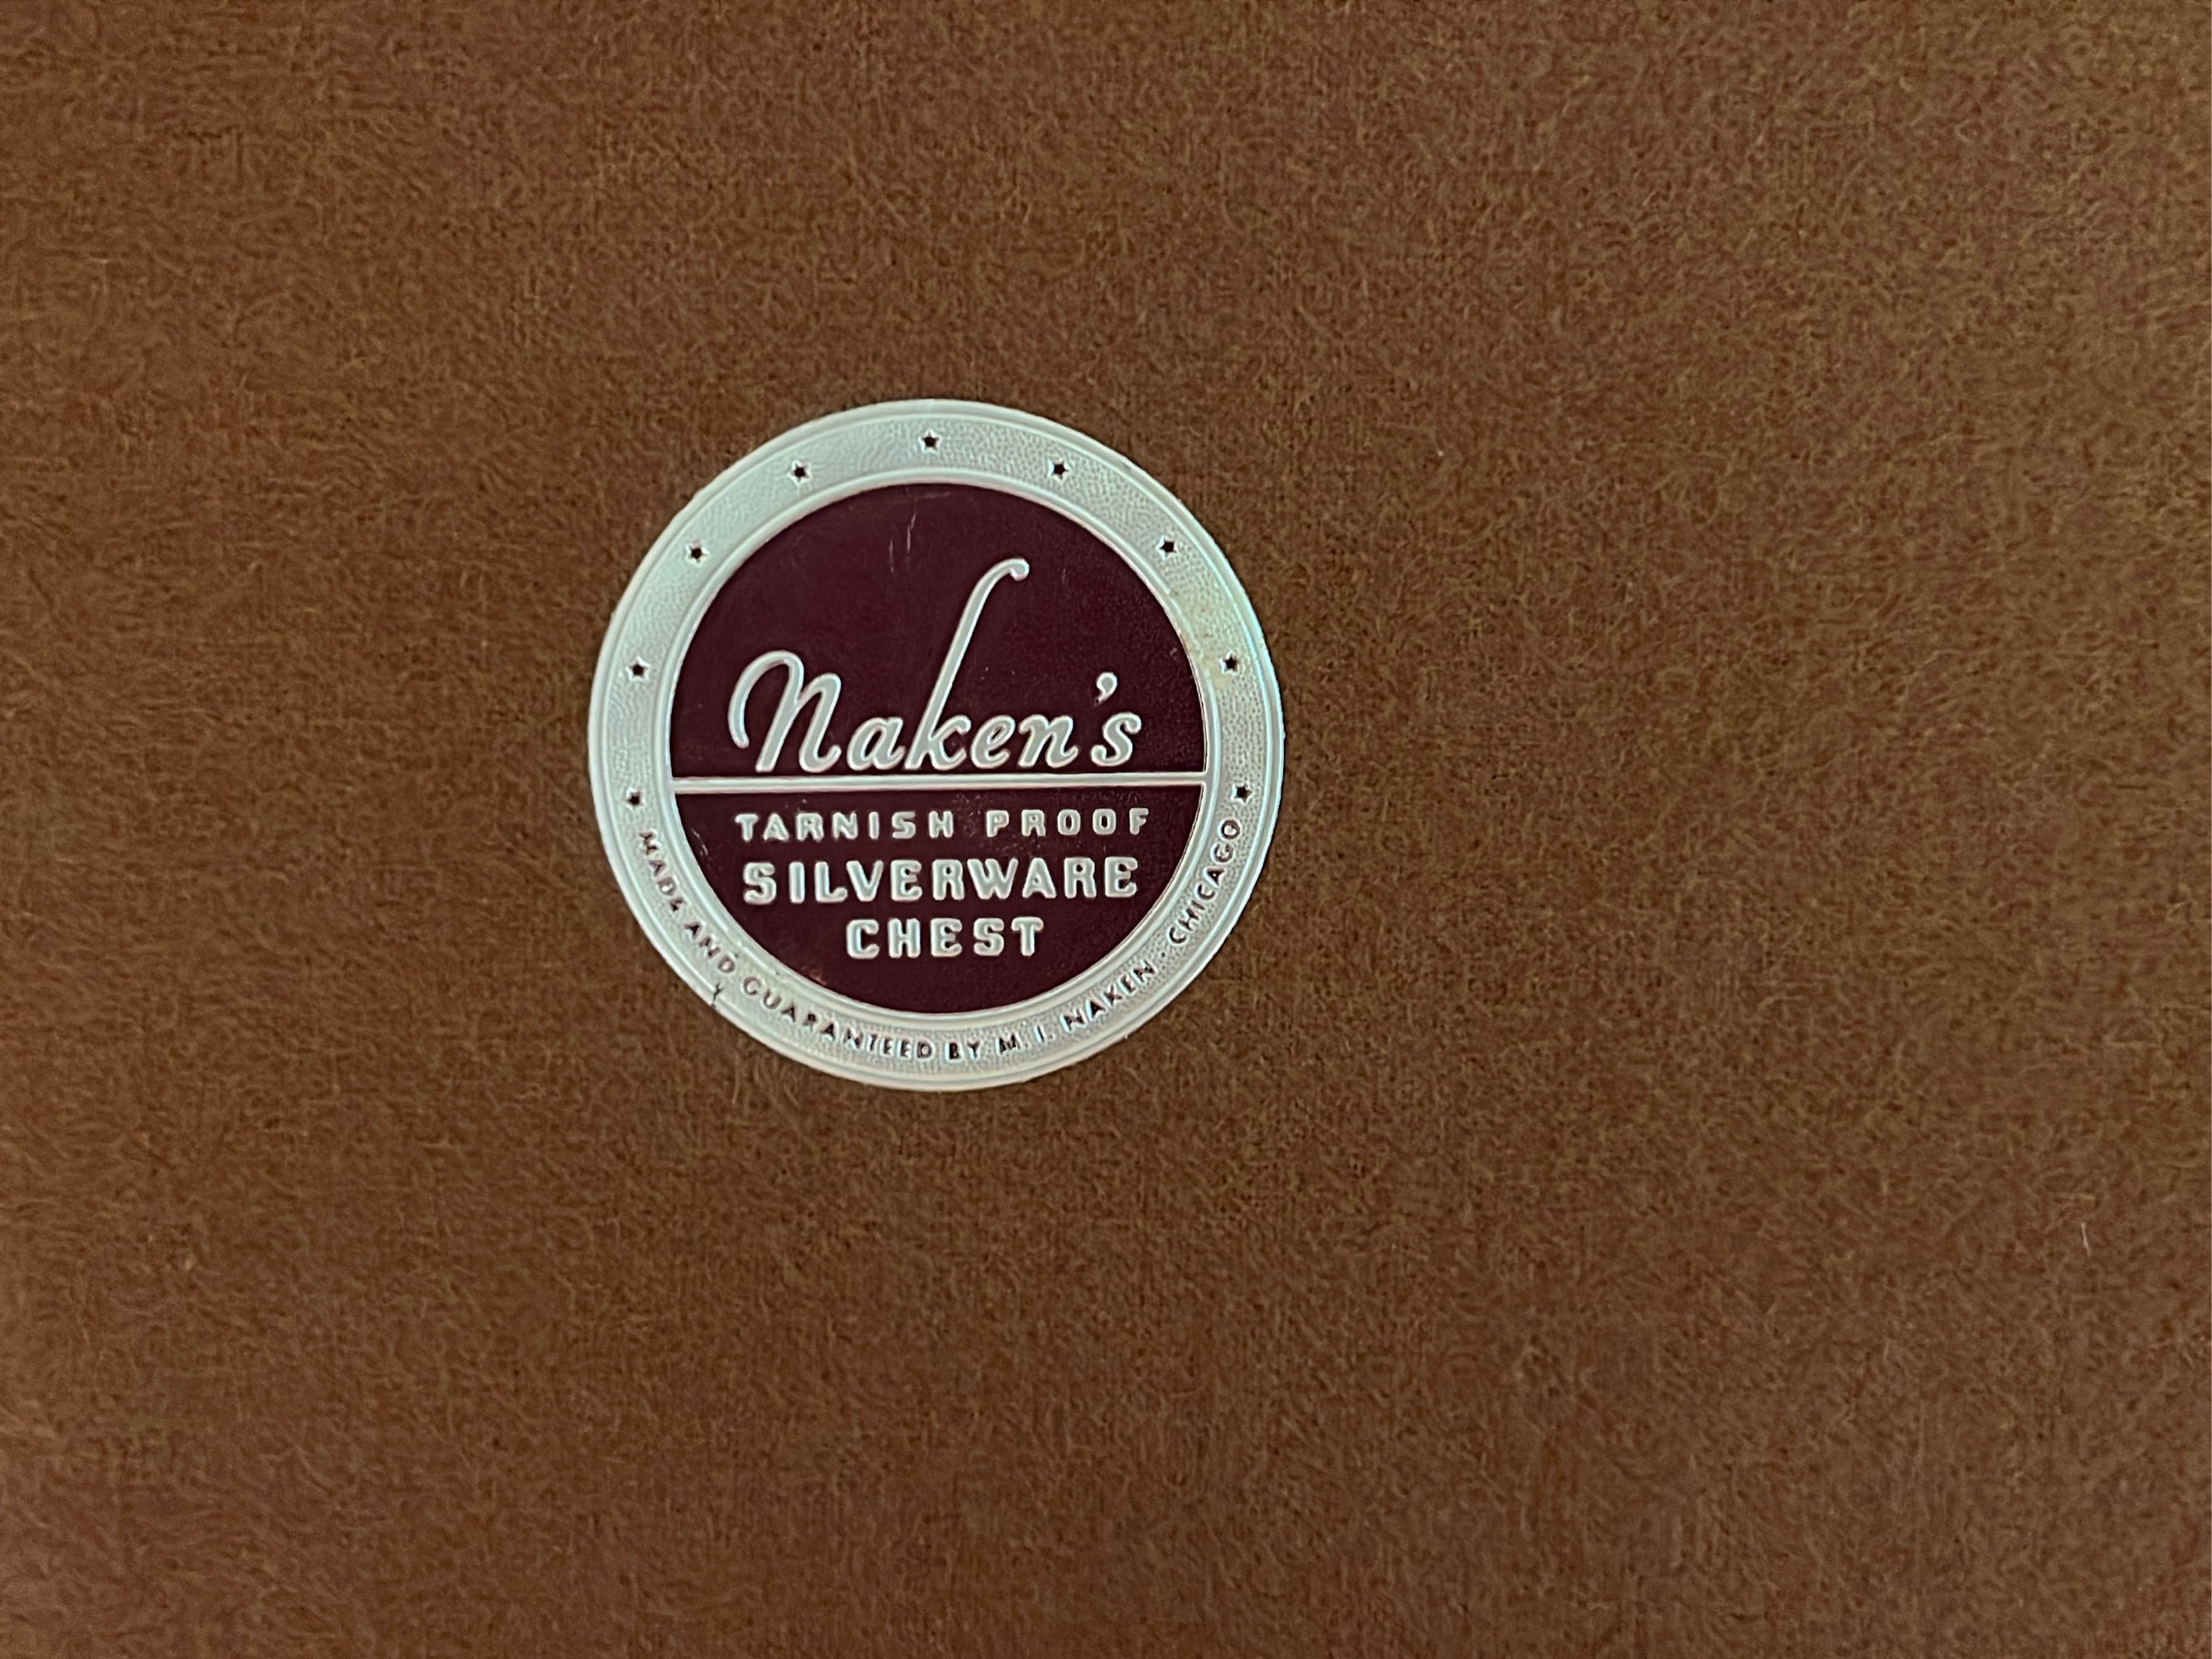 Naken's
TARNISH PROOF
SILVERWARE
CHEST
MADE AND GUARANTEED BY M. I. NAKEN · CHICAGO